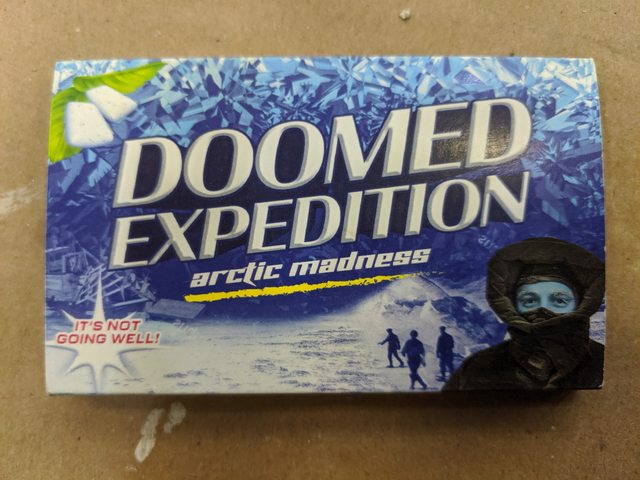 DOOMED
EXPEDITION
arctic madness
IT'S NOT
GOING WELL!